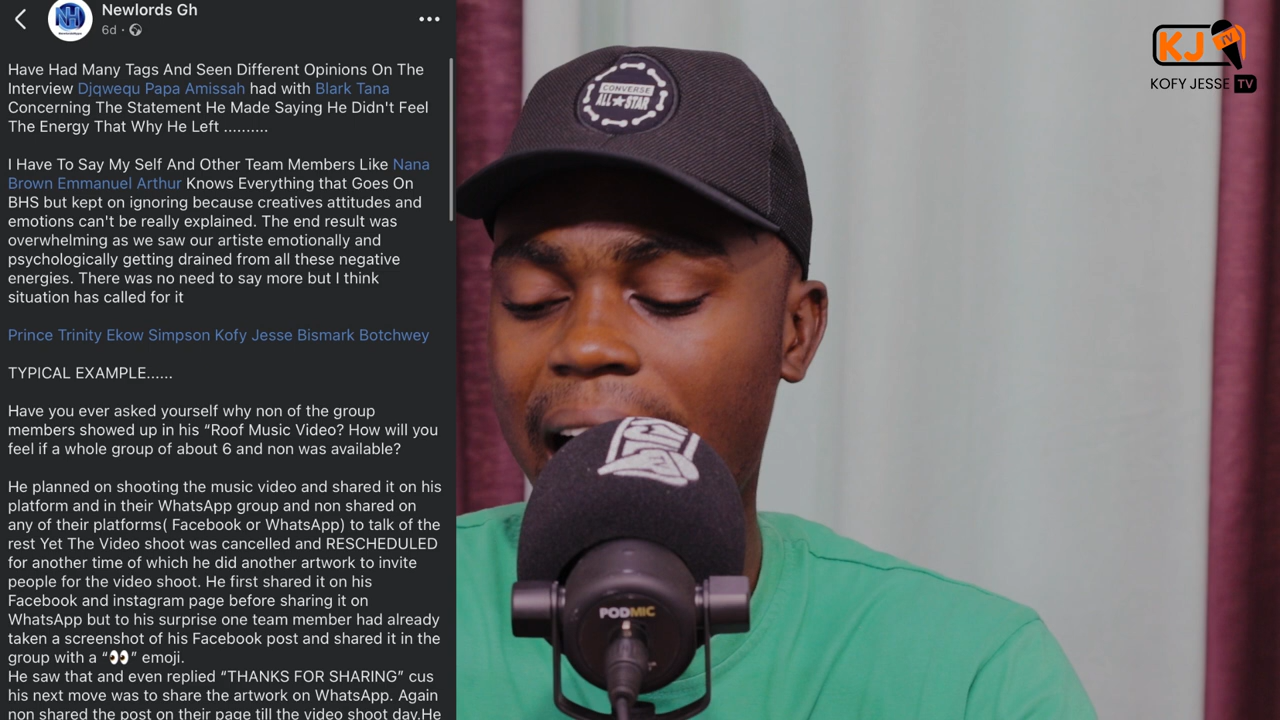 Newlords Gh
6d ·
Have Had Many Tags And Seen Different Opinions On The
Interview Djqwequ Papa Amissah had with Blark Tana
Concerning The Statement He Made Saying He Didn't Feel
The Energy That Why He Left ..........
I Have To Say My Self And Other Team Members Like Nana
Brown Emmanuel Arthur Knows Everything that Goes On
BHS but kept on ignoring because creatives attitudes and
emotions can't be really explained. The end result was
overwhelming as we saw our artiste emotionally and
psychologically getting drained from all these negative
energies. There was no need to say more but I think
situation has called for it
Prince Trinity Ekow Simpson Kofy Jesse Bismark Botchwey
TYPICAL EXAMPLE......
Have you ever asked yourself why non of the group
members showed up in his “Roof Music Video? How will you
feel if a whole group of about 6 and non was available?
He planned on shooting the music video and shared it on his
platform and in their WhatsApp group and non shared on
any of their platforms( Facebook or WhatsApp) to talk of the
rest Yet The Video shoot was cancelled and RESCHEDULED
for another time of which he did another artwork to invite
people for the video shoot. He first shared it on his
Facebook and instagram page before sharing it on
WhatsApp but to his surprise one team member had already
taken a screenshot of his Facebook post and shared it in the
group with a “👀” emoji.
He saw that and even replied “THANKS FOR SHARING” cus
his next move was to share the artwork on WhatsApp. Again
non shared the post on their page till the video shoot day.He
CONVERSE
ALL★STAR
PODMIC
KJ TV
KOFY JESSE TV